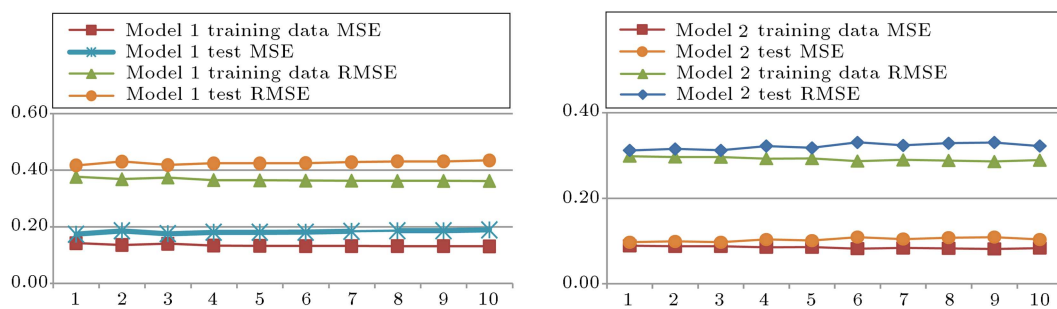 Model 1 training data MSE
Model 1 test MSE
Model 1 training data RMSE
Model 1 test RMSE
0.60
0.40
0.20
0.00
1 2 3 4 5 6 7 8 9 10
Model 2 training data MSE
Model 2 test MSE
Model 2 training data RMSE
Model 2 test RMSE
0.40
0.20
0.00
1 2 3 4 5 6 7 8 9 10